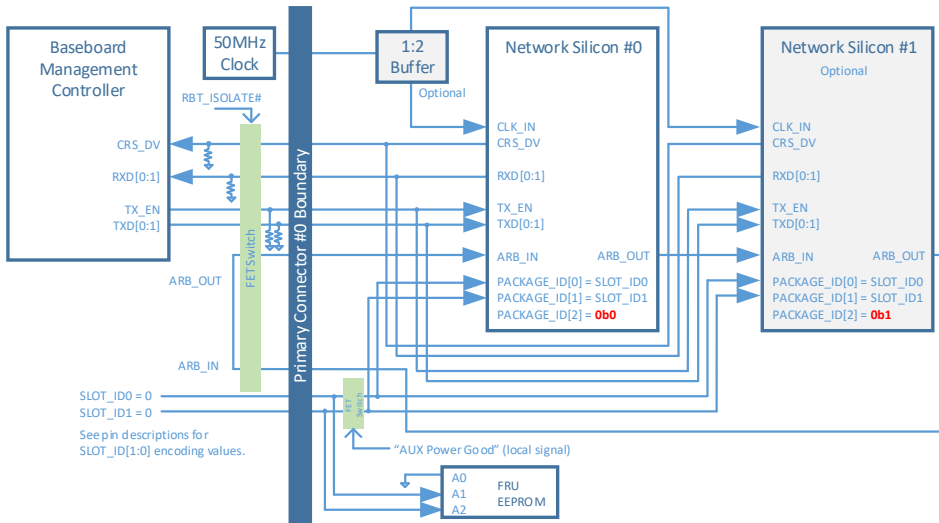 Baseboard
Management
Controller
50MHz
Clock
1:2
Buffer
Optional
Network Silicon #0
Network Silicon #1
Optional
RBT_ISOLATE#
CRS_DV
RXD[0:1]
TX_EN
TXD[0:1]
FET Switch
Primary Connector #0 Boundary
ARB_OUT
ARB_IN
CLK_IN
CRS_DV
RXD[0:1]
TX_EN
TXD[0:1]
ARB_IN
ARB_OUT
PACKAGE_ID[0] = SLOT_ID0
PACKAGE_ID[1] = SLOT_ID1
PACKAGE_ID[2] = 0b0
CLK_IN
CRS_DV
RXD[0:1]
TX_EN
TXD[0:1]
ARB_IN
ARB_OUT
PACKAGE_ID[0] = SLOT_ID0
PACKAGE_ID[1] = SLOT_ID1
PACKAGE_ID[2] = 0b1
SLOT_ID0 = 0
SLOT_ID1 = 0
See pin descriptions for
SLOT_ID[1:0] encoding values.
FET
Switch
"AUX Power Good" (local signal)
A0
A1
A2
FRU
EEPROM